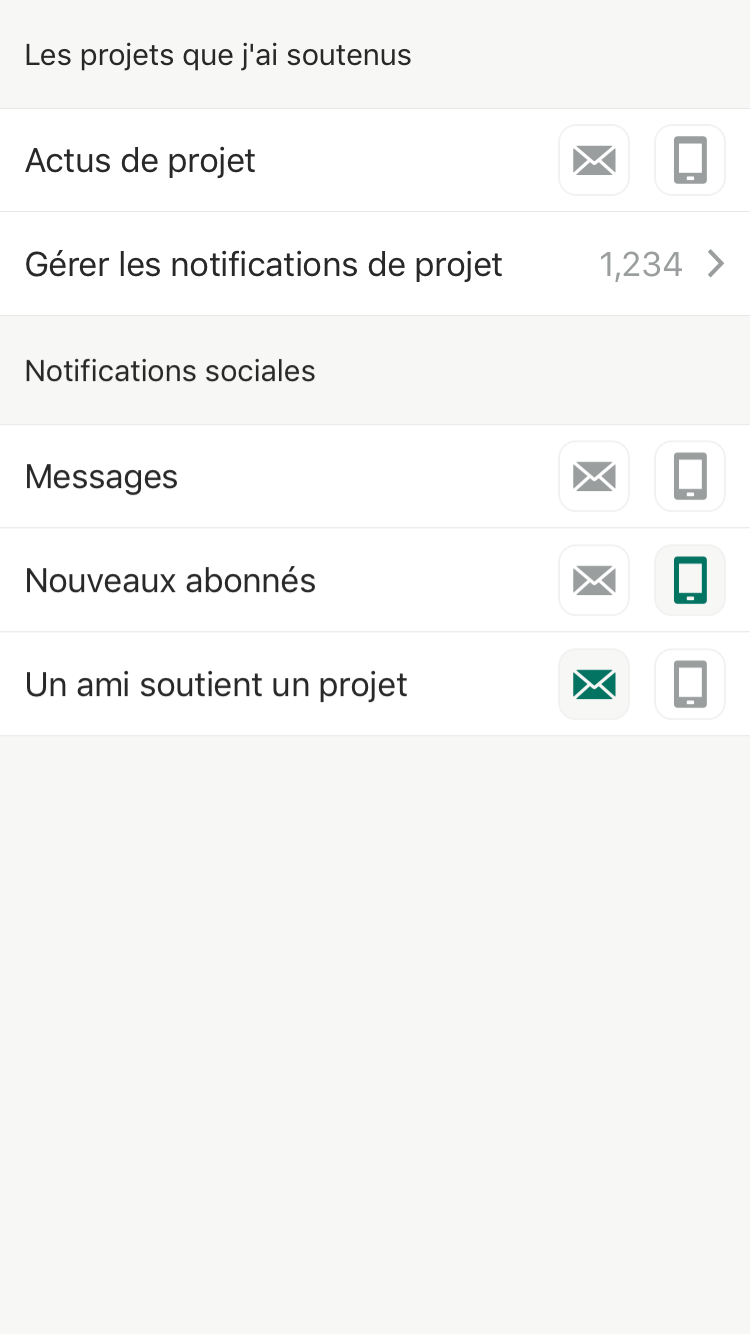 Les projets que j'ai soutenus
Actus de projet
Gérer les notifications de projet 1,234
Notifications sociales
Messages
Nouveaux abonnés
Un ami soutient un projet